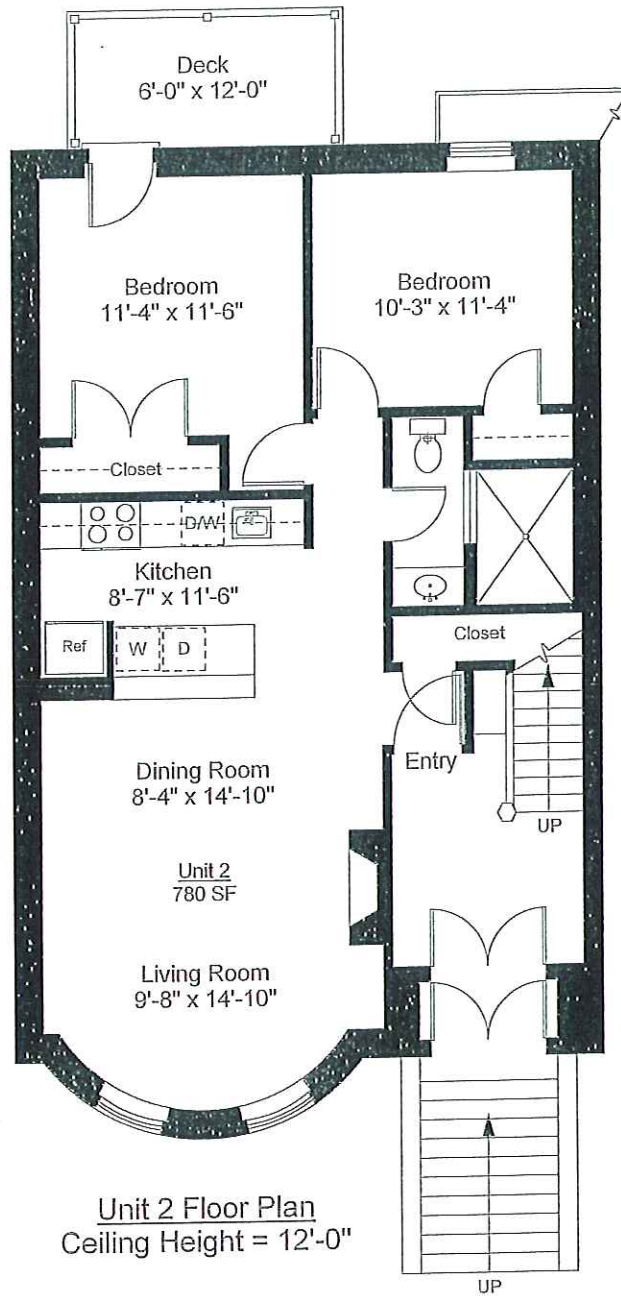 Deck
6'-0" x 12'-0"
Bedroom
11'-4" x 11'-6"
Bedroom
10'-3" x 11'-4"
Closet
D/W
Kitchen
8'-7" x 11'-6"
Ref
W
D
Closet
Entry
UP
Dining Room
8'-4" x 14'-10"
Unit 2
780 SF
Living Room
9'-8" x 14'-10"
Unit 2 Floor Plan
Ceiling Height = 12'-0"
UP